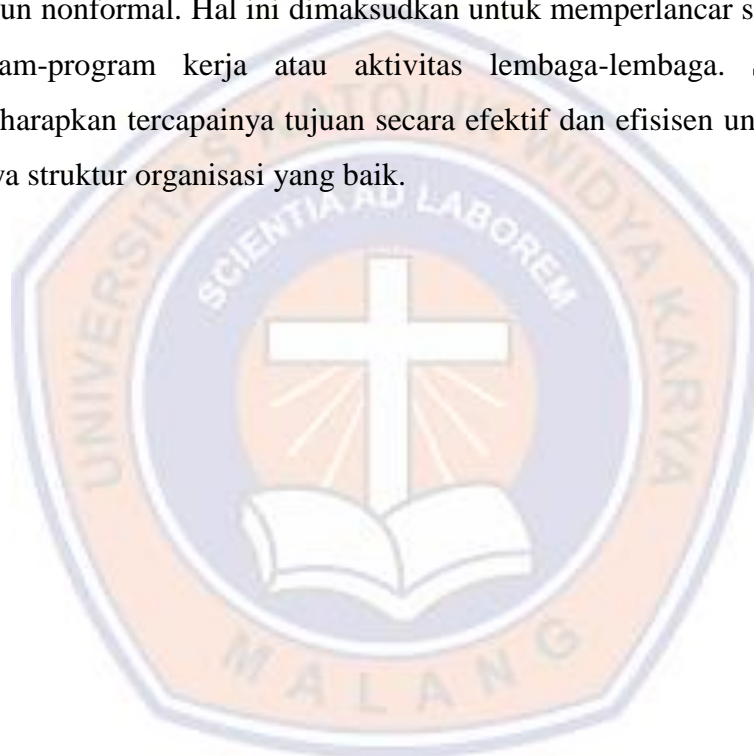 un nonformal. Hal ini dimaksudkan untuk memperlancar s
am-program kerja atau aktivitas lembaga-lembaga.
harapkan tercapainya tujuan secara efektif dan efisisen un
ya struktur organisasi yang baik.
UNIVERSITAS KATOLIK WIDYA KARYA
SCIENTIA AD LABOREM
MALANG